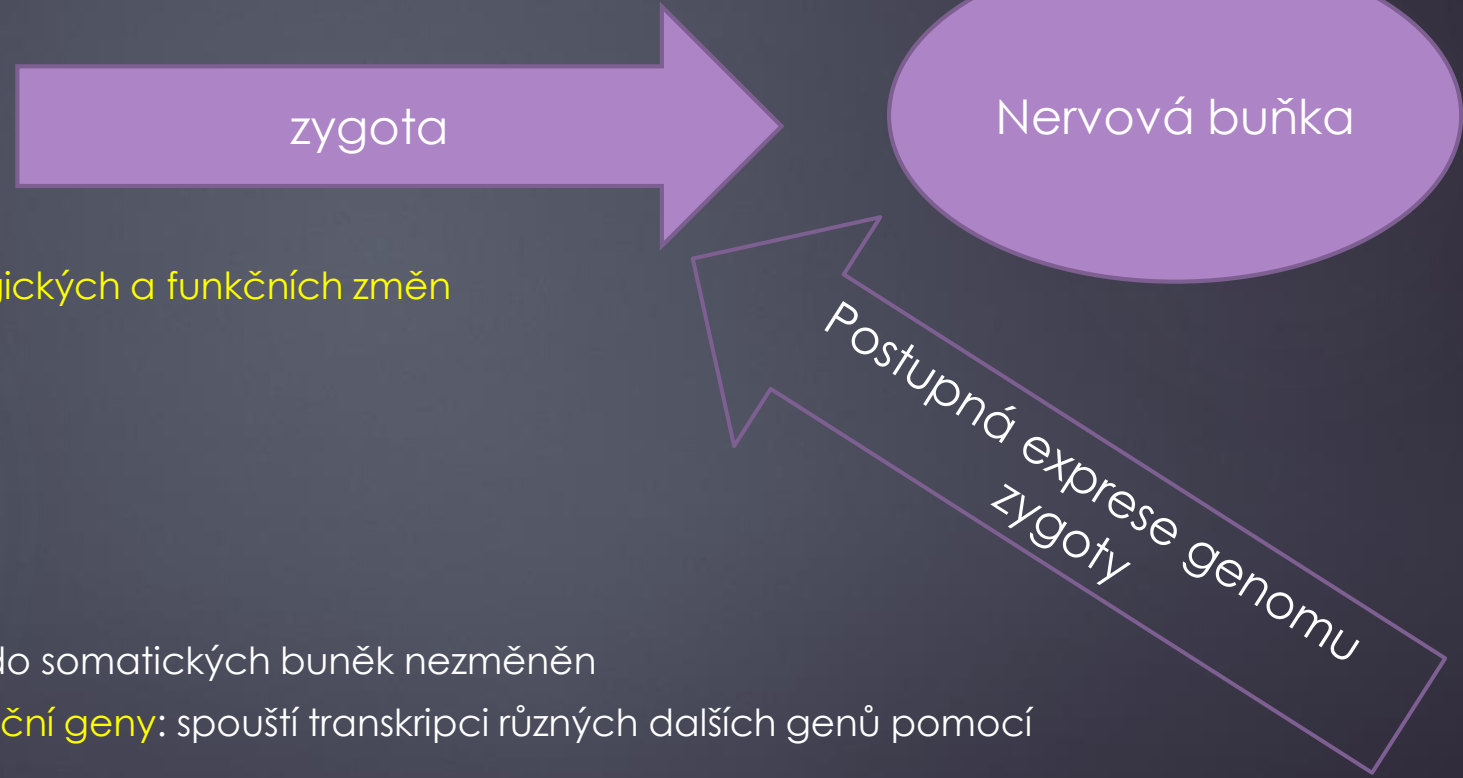 zygota
Nervová buňka
gických a funkčních změn
Postupná exprese genomu
zygoty
do somatických buněk nezměněn
ční geny: spouští transkripci různých dalších genů pomocí